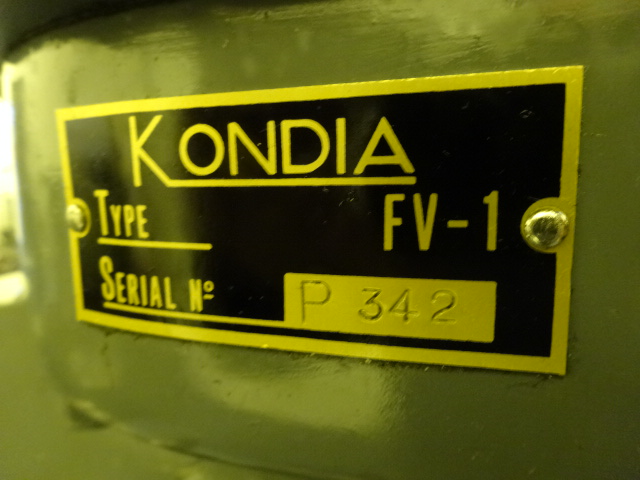 KONDIA
TYPE FV-1
SERIAL Nº P 342